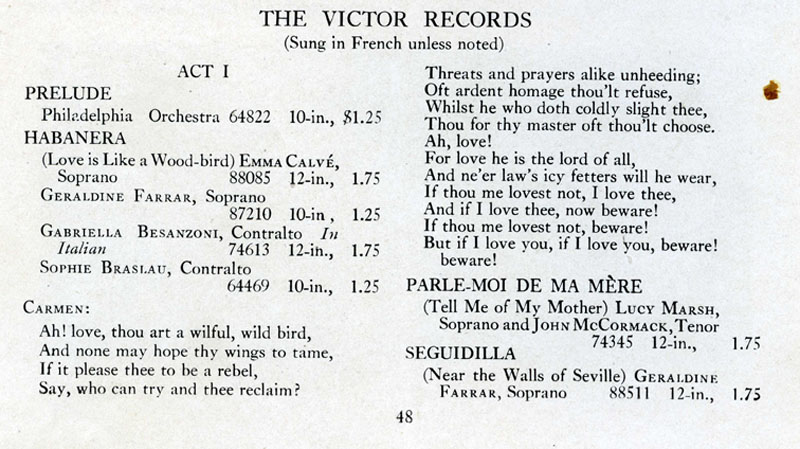 THE VICTOR RECORDS
(Sung in French unless noted)
ACT I
PRELUDE
Philadelphia Orchestra 64822 10-in., $1.25
HABANERA
(Love is Like a Wood-bird) EMMA CALVÉ,
Soprano 88085 12-in., 1.75
GERALDINE FARRAR, Soprano
87210 10-in , 1.25
GABRIELLA BESANZONI, Contralto In
Italian 74613 12-in., 1.75
SOPHIE BRASLAU, Contralto
64469 10-in., 1.25
CARMEN:
Ah! love, thou art a wilful, wild bird,
And none may hope thy wings to tame,
If it please thee to be a rebel,
Say, who can try and thee reclaim?
Threats and prayers alike unheeding;
Oft ardent homage thou'lt refuse,
Whilst he who doth coldly slight thee,
Thou for thy master oft thou'lt choose.
Ah, love!
For love he is the lord of all,
And ne'er law's icy fetters will he wear,
If thou me lovest not, I love thee,
And if I love thee, now beware!
If thou me lovest not, beware!
But if I love you, if I love you, beware!
beware!
PARLE-MOI DE MA MÈRE
(Tell Me of My Mother) LUCY MARSH,
Soprano and JOHN MCCORMACK, Tenor
74345 12-in., 1.75
SEGUIDILLA
(Near the Walls of Seville) GERALDINE
FARRAR, Soprano 88511 12-in., 1.75
48